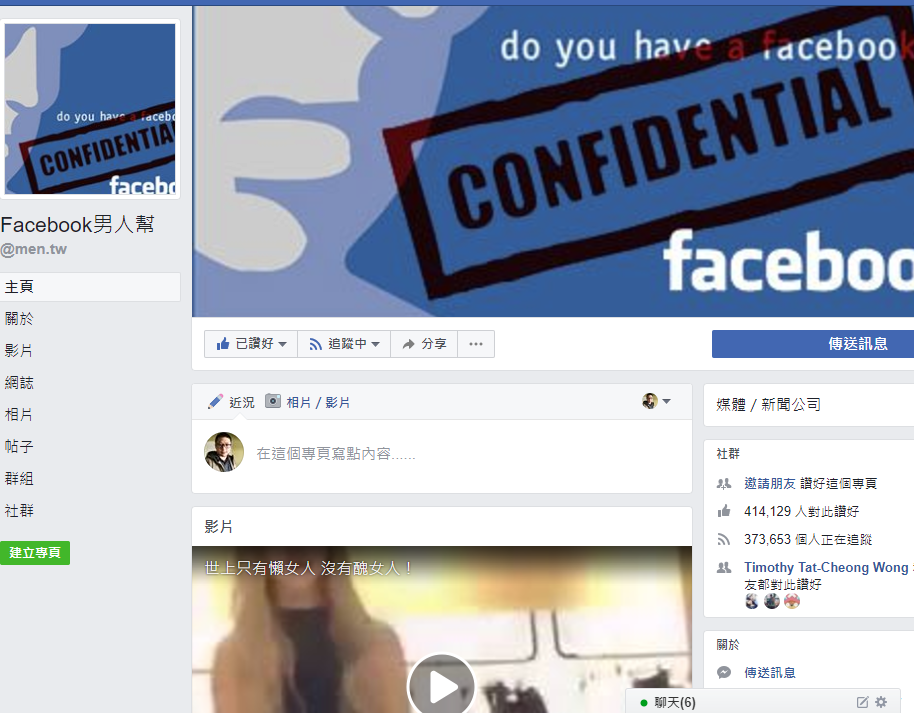 do you have a facebook
CONFIDENTIAL
facebo
do you have a facebo
CONFIDENTIA
facebo
Facebook男人幫
@men.tw
主頁
關於
影片
網誌
相片
帖子
群組
社群
建立專頁
已讚好
追蹤中
分享
傳送訊息
近況
相片 / 影片
在這個專頁寫點內容......
影片
世上只有懶女人 沒有醜女人！
媒體 / 新聞公司
社群
邀請朋友 讚好這個專頁
414,129 人對此讚好
373,653 個人正在追蹤
Timothy Tat-Cheong Wong
友都對此讚好
關於
傳送訊息
聊天(6)